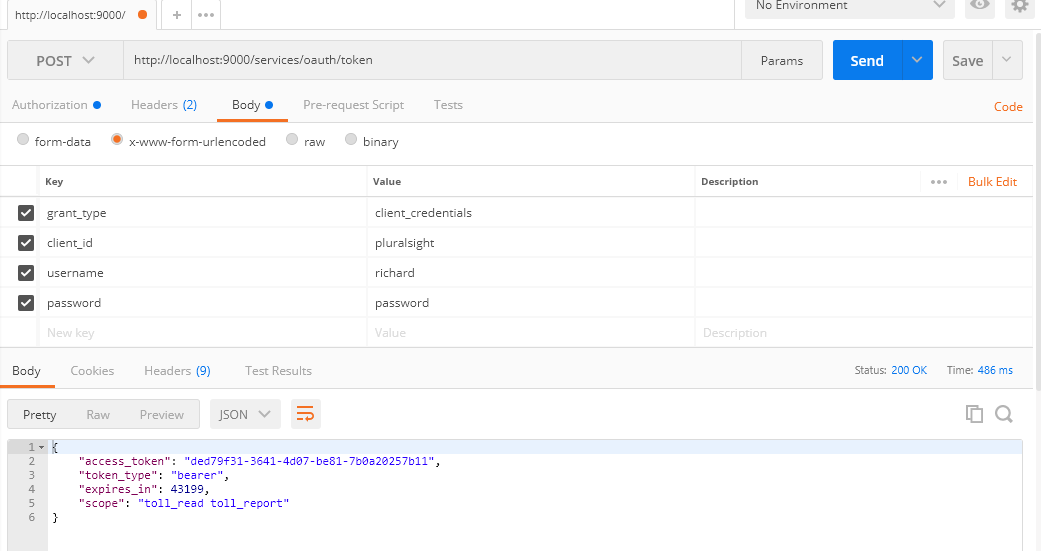 http://localhost:9000/ + ••• No Environment
POST http://localhost:9000/services/oauth/token Params Send Save
Authorization Headers (2) Body Pre-request Script Tests Code
form-data x-www-form-urlencoded raw binary
Key Value Description ••• Bulk Edit
grant_type client_credentials
client_id pluralsight
username richard
password password
New key Value Description
Body Cookies Headers (9) Test Results Status: 200 OK Time: 486 ms
Pretty Raw Preview JSON
1 {
2 "access_token": "ded79f31-3641-4d07-be81-7b0a20257b11",
3 "token_type": "bearer",
4 "expires_in": 43199,
5 "scope": "toll_read toll_report"
6 }